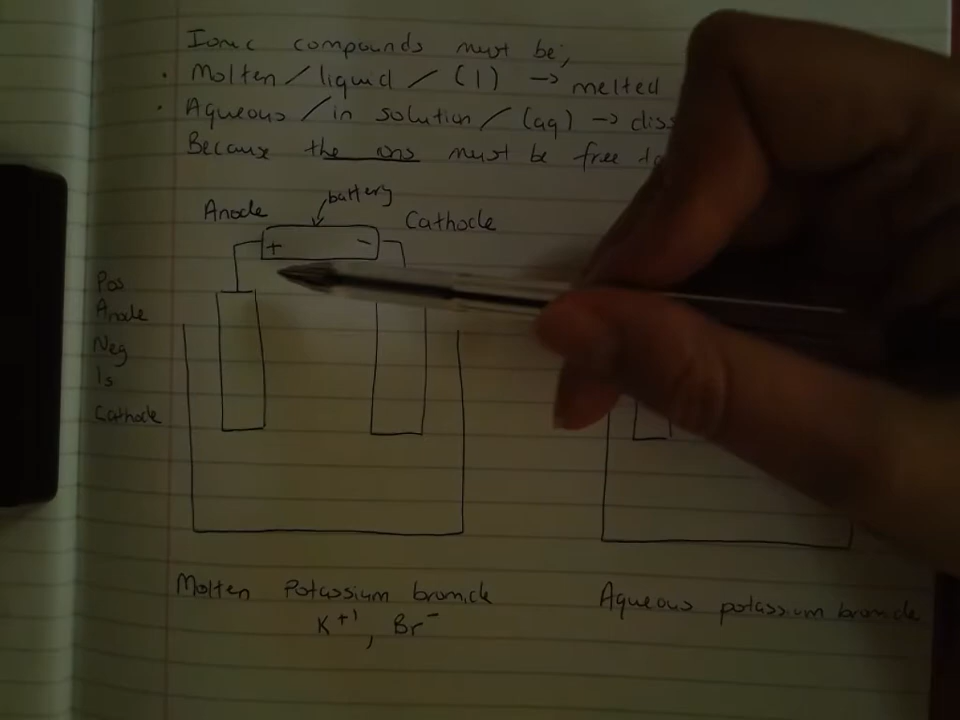 Ionic compounds must be;
• Molten / liquid / (l) → melted
• Aqueous / in solution / (aq) → diss
Because the ions must be free to
battery
Anode
Cathode
+ −
Pos
Anode
Neg
Is
Cathode
Molten Potassium bromide
K⁺¹, Br⁻
Aqueous potassium bromide